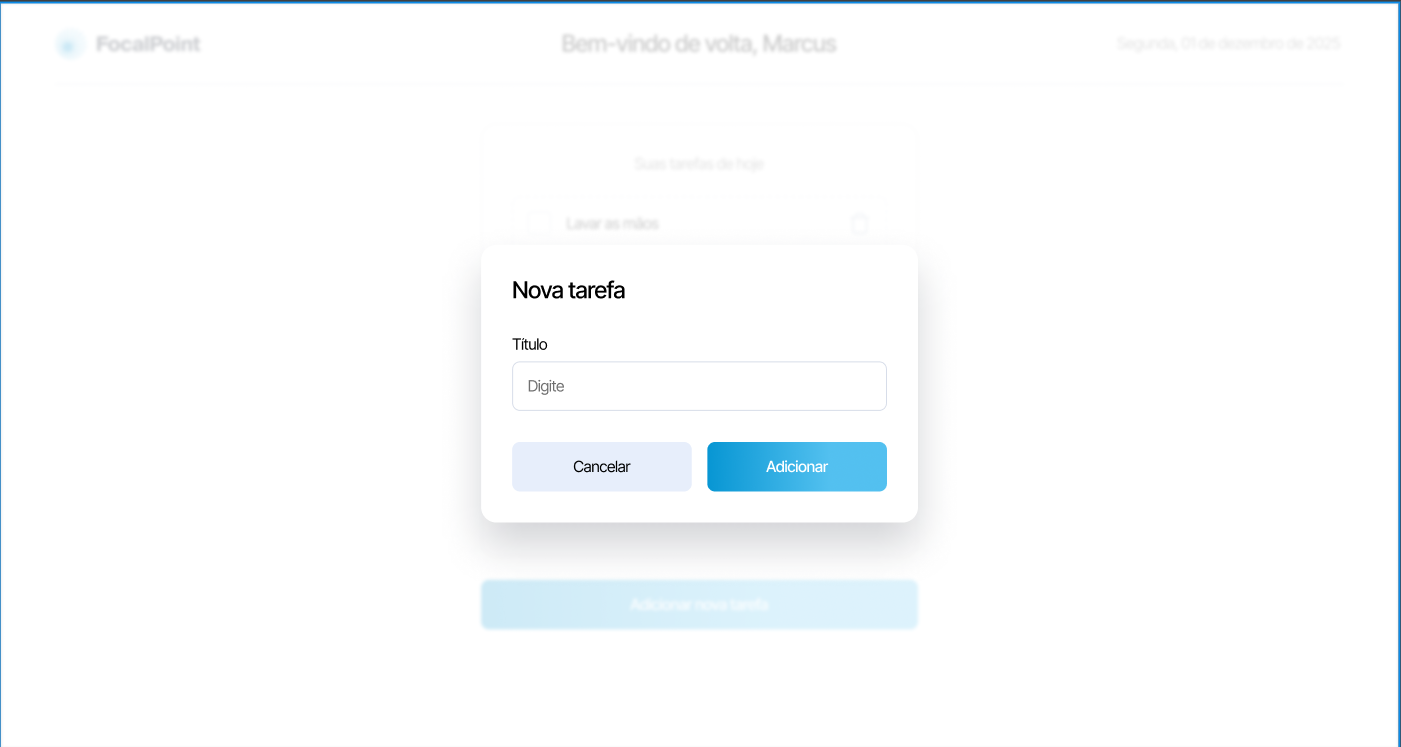 FocalPoint
Bem-vindo de volta, Marcus
Segunda, 01 de dezembro de 2025
Suas tarefas de hoje
Lavar as mãos
Nova tarefa
Título
Digite
Cancelar
Adicionar
Adicionar nova tarefa